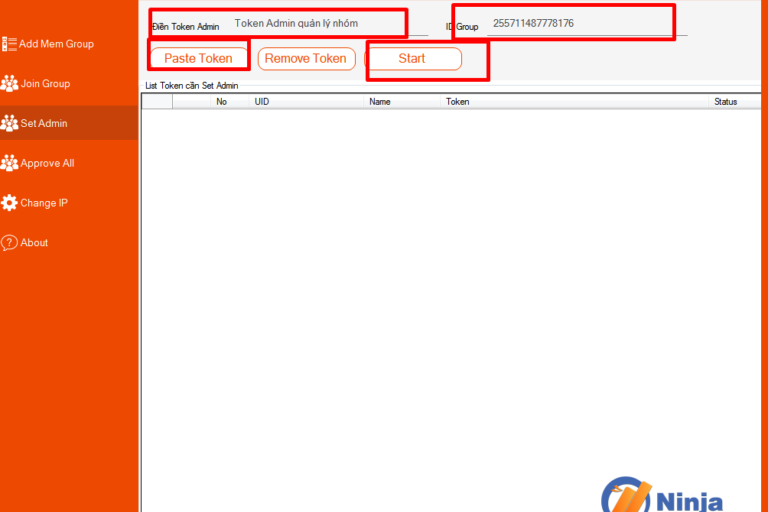 Điền Token Admin Token Admin quản lý nhóm ID Group 255711487778176
Add Mem Group
Paste Token Remove Token Start
Join Group
List Token cần Set Admin
No UID Name Token Status
Set Admin
Approve All
Change IP
? About
Ninja